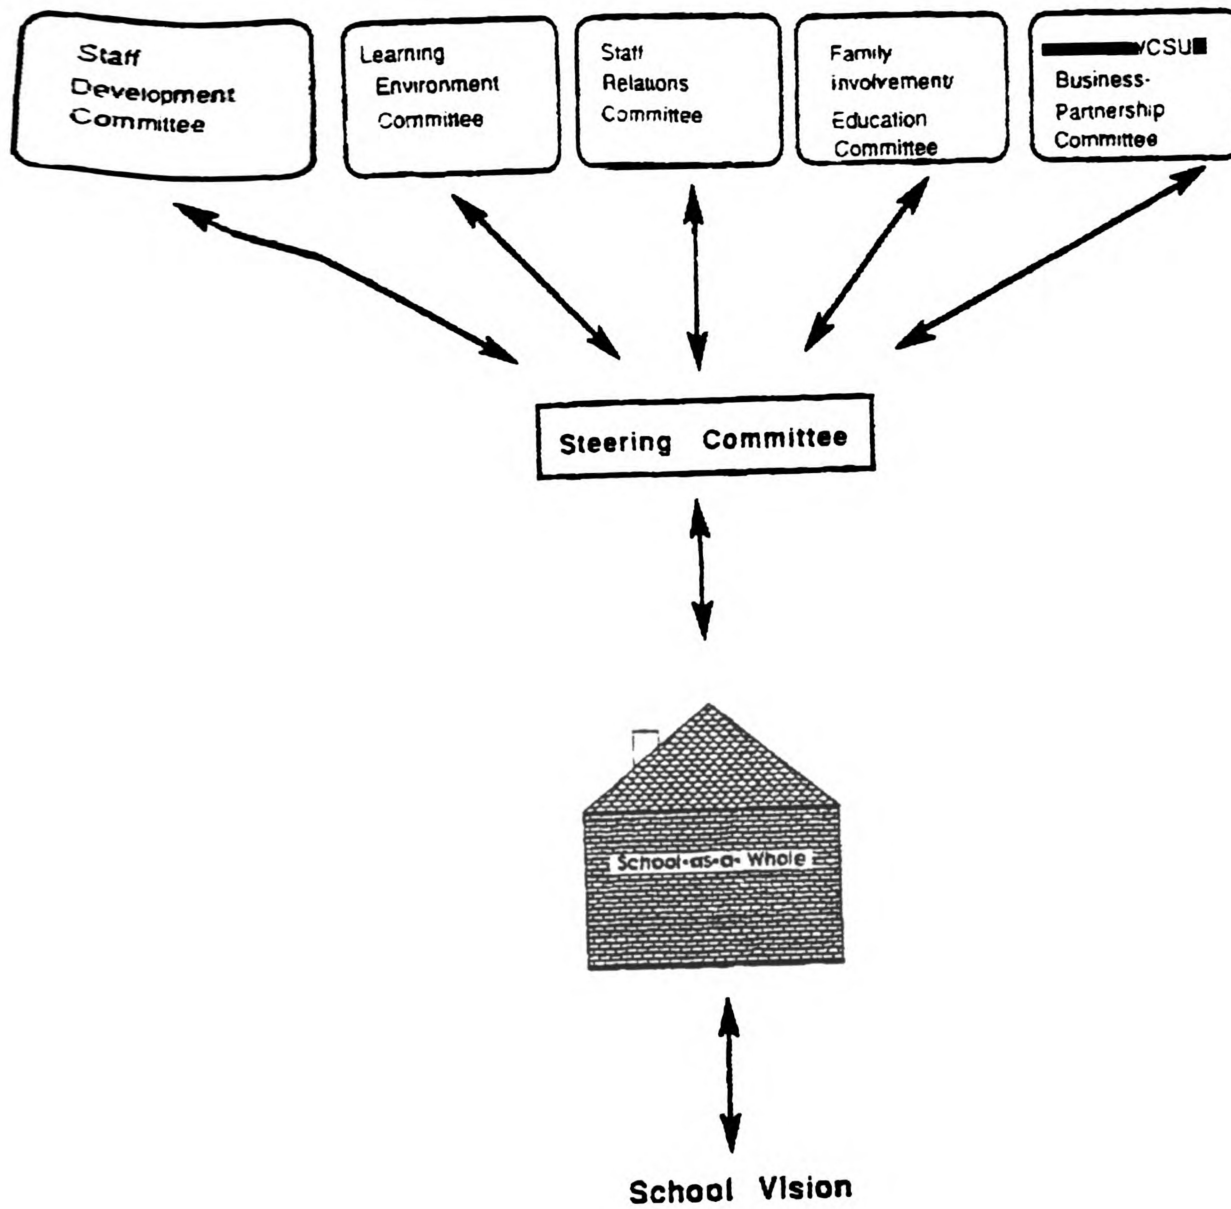 Staff
Development
Committee
Learning
Environment
Committee
Staff
Relations
Committee
Family
Involvement/
Education
Committee
/CSU
Business-
Partnership
Committee
Steering Committee
School-as-a- Whole
School Vision